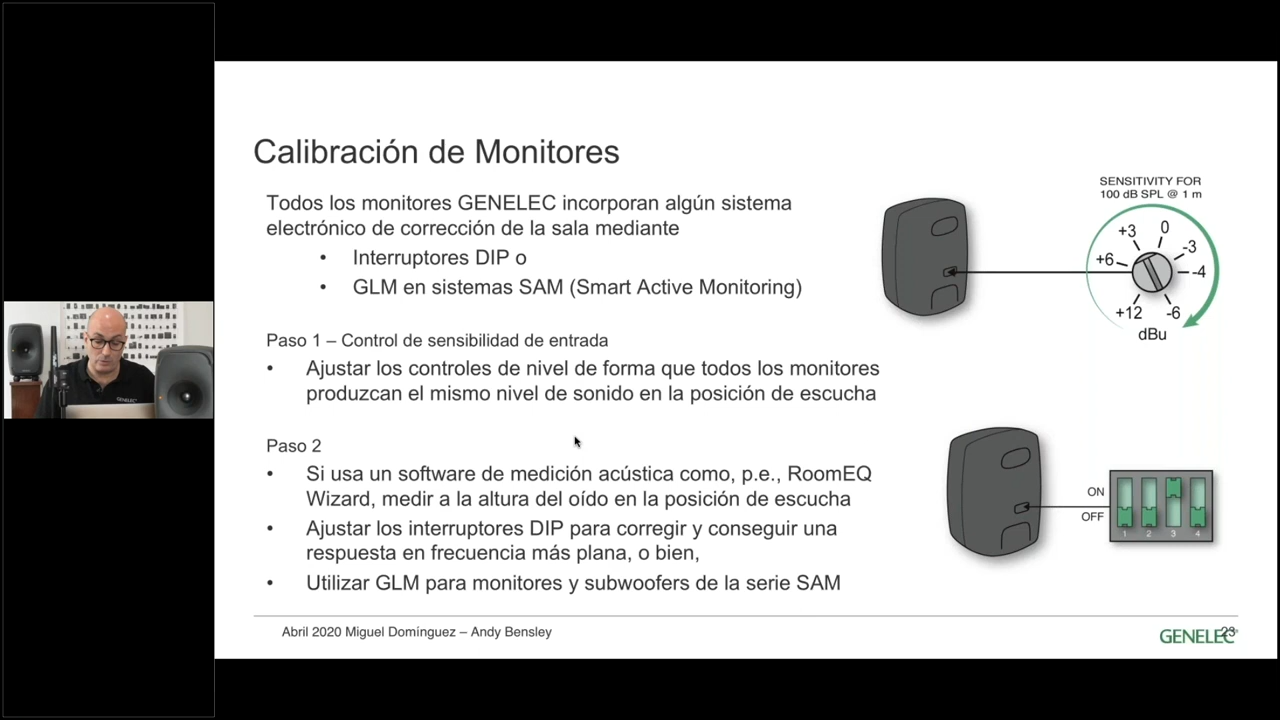 Calibración de Monitores
Todos los monitores GENELEC incorporan algún sistema
electrónico de corrección de la sala mediante
• Interruptores DIP o
• GLM en sistemas SAM (Smart Active Monitoring)
Paso 1 – Control de sensibilidad de entrada
• Ajustar los controles de nivel de forma que todos los monitores
produzcan el mismo nivel de sonido en la posición de escucha
Paso 2
• Si usa un software de medición acústica como, p.e., RoomEQ
Wizard, medir a la altura del oído en la posición de escucha
• Ajustar los interruptores DIP para corregir y conseguir una
respuesta en frecuencia más plana, o bien,
• Utilizar GLM para monitores y subwoofers de la serie SAM
SENSITIVITY FOR
100 dB SPL @ 1 m
+3 0 -3
+6 -4
+12 -6
dBu
ON
OFF
1 2 3 4
Abril 2020 Miguel Domínguez – Andy Bensley
GENELEC
23
GENELEC